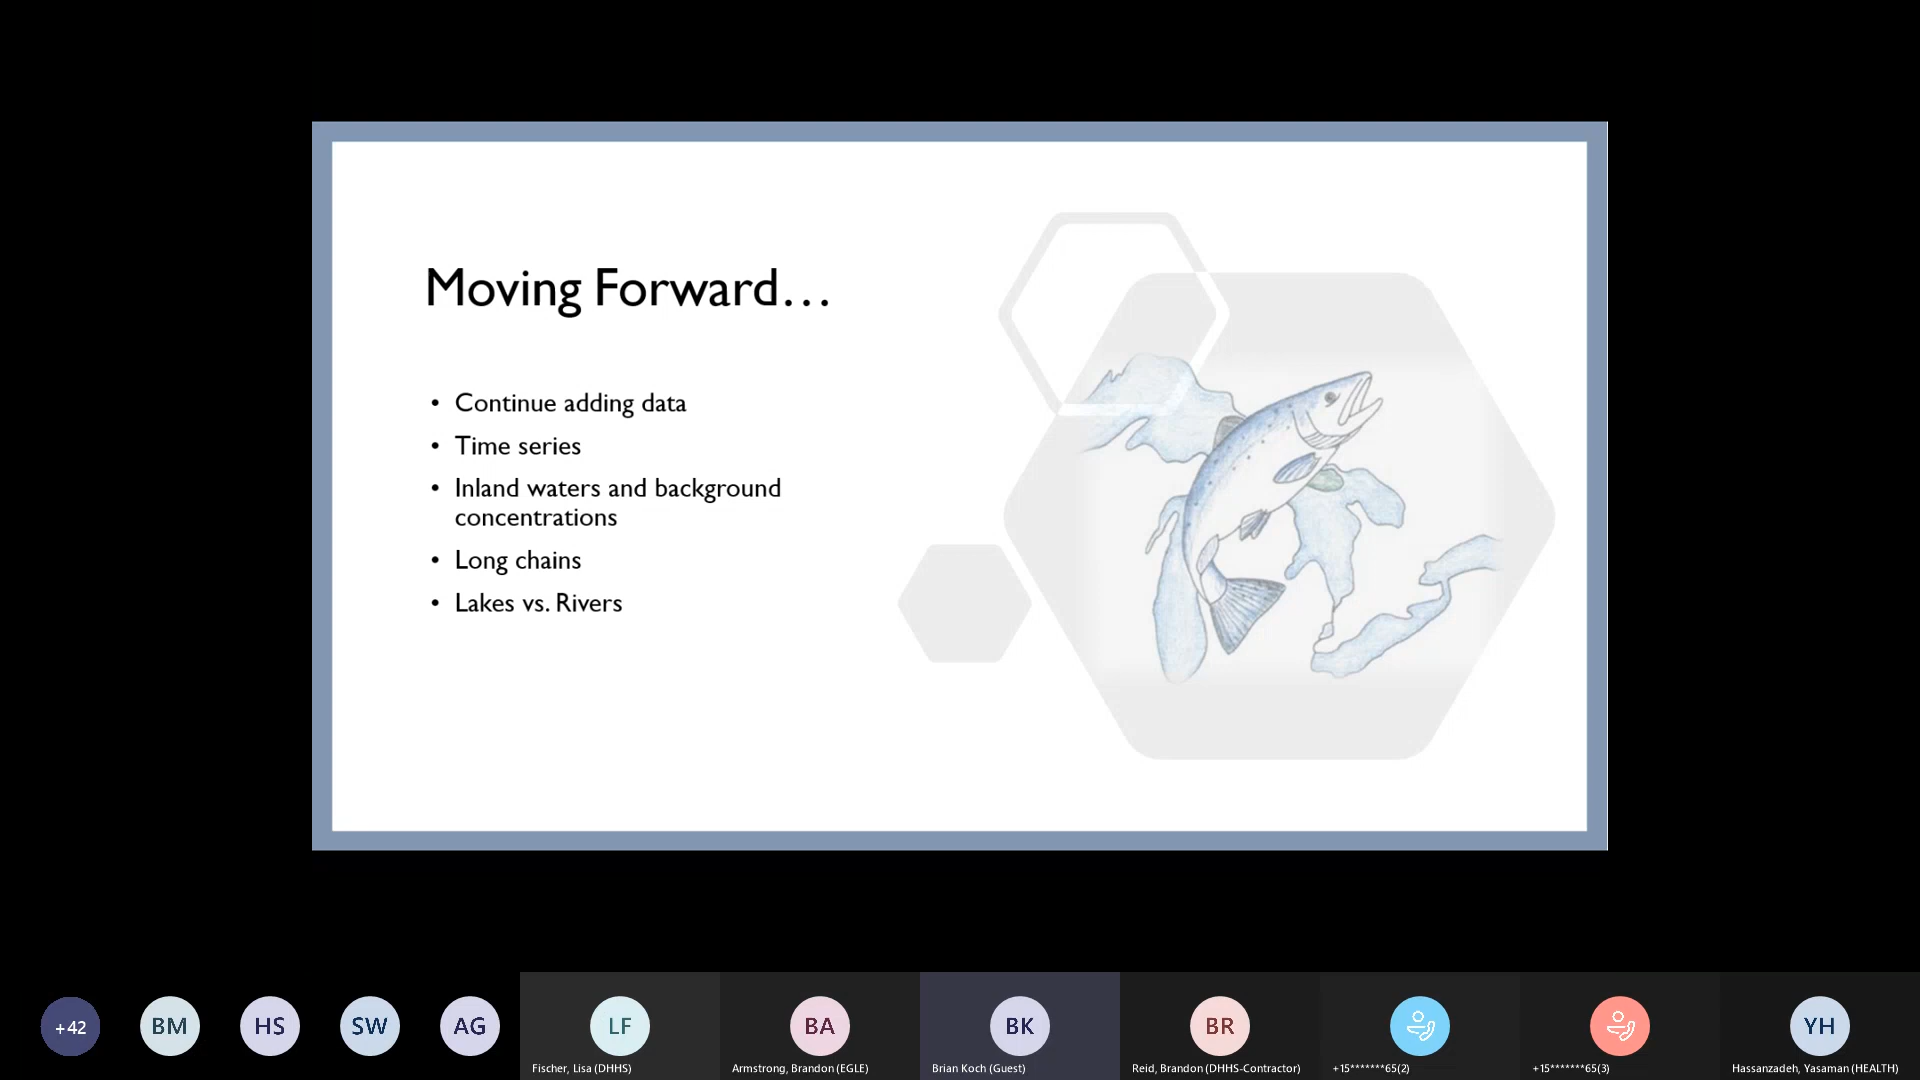 Moving Forward…
• Continue adding data
• Time series
• Inland waters and background
concentrations
• Long chains
• Lakes vs. Rivers
+42
BM
HS
SW
AG
LF
BA
BK
BR
YH
Fischer, Lisa (DHHS)
Armstrong, Brandon (EGLE)
Brian Koch (Guest)
Reid, Brandon (DHHS-Contractor)
+15*******65(2)
+15*******65(3)
Hassanzadeh, Yasaman (HEALTH)